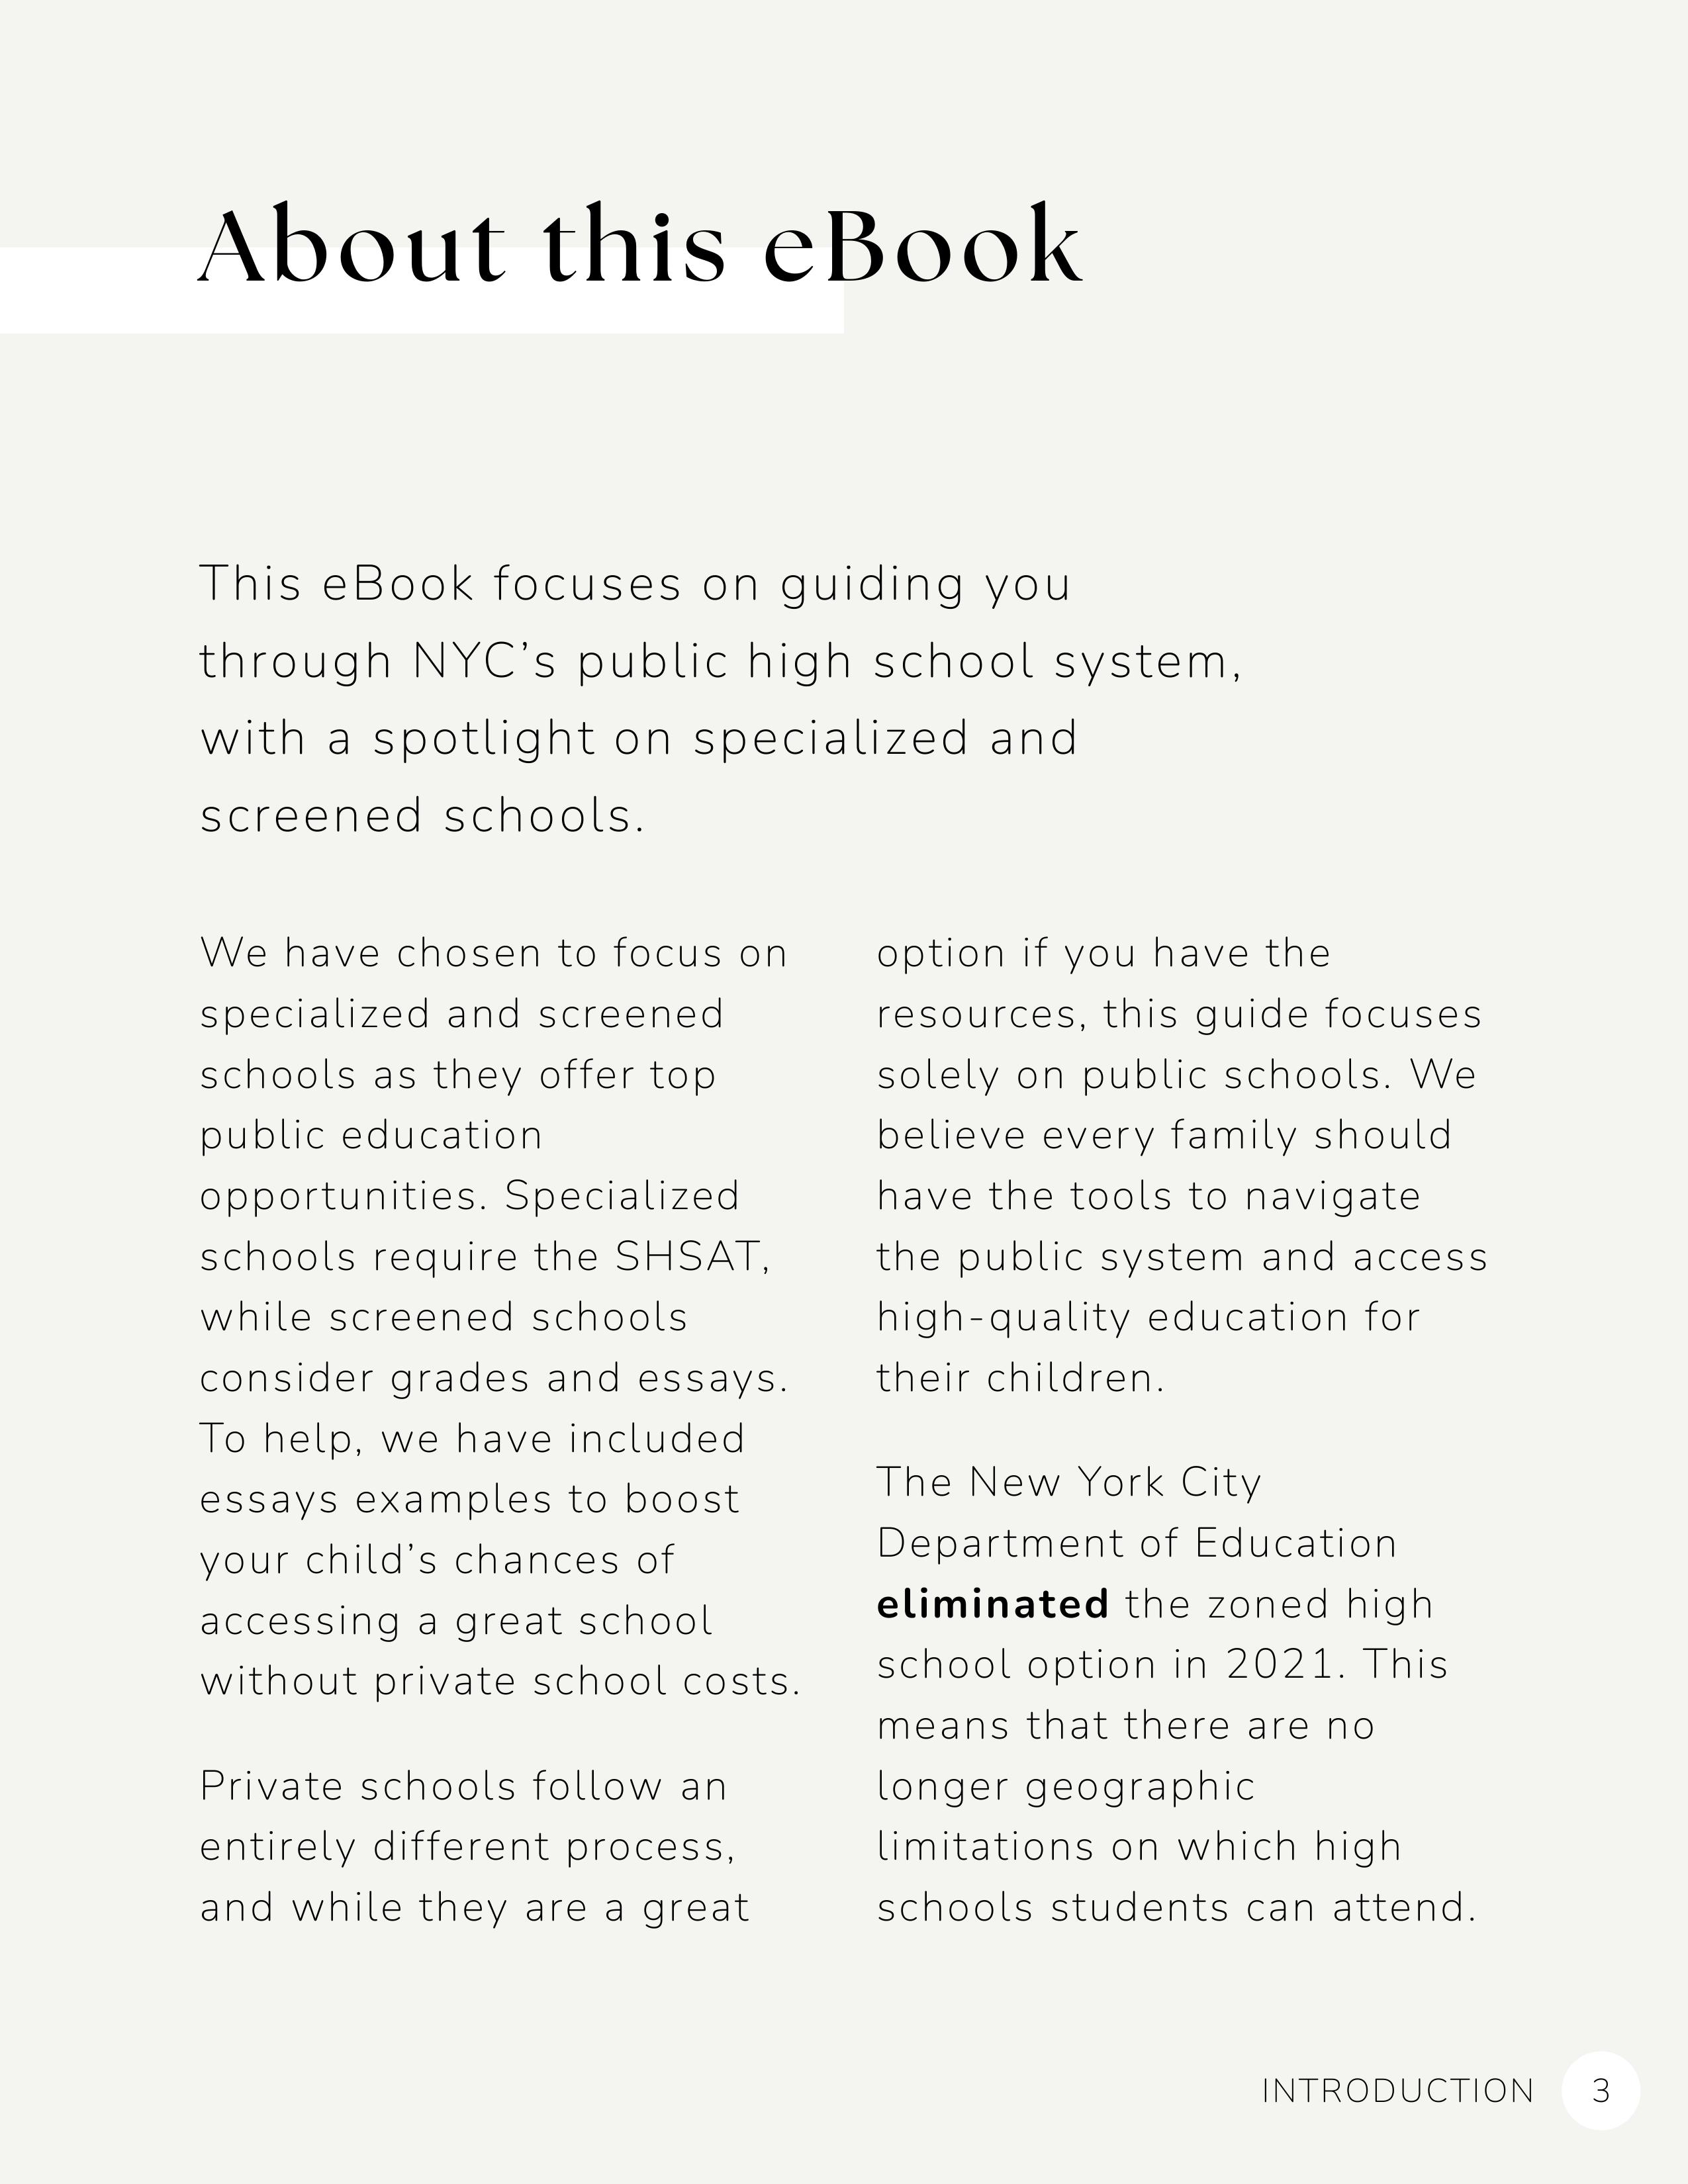 About this eBook
This eBook focuses on guiding you
through NYC’s public high school system,
with a spotlight on specialized and
screened schools.
We have chosen to focus on
specialized and screened
schools as they offer top
public education
opportunities. Specialized
schools require the SHSAT,
while screened schools
consider grades and essays.
To help, we have included
essays examples to boost
your child’s chances of
accessing a great school
without private school costs.
Private schools follow an
entirely different process,
and while they are a great
option if you have the
resources, this guide focuses
solely on public schools. We
believe every family should
have the tools to navigate
the public system and access
high-quality education for
their children.
The New York City
Department of Education
eliminated the zoned high
school option in 2021. This
means that there are no
longer geographic
limitations on which high
schools students can attend.
INTRODUCTION 3